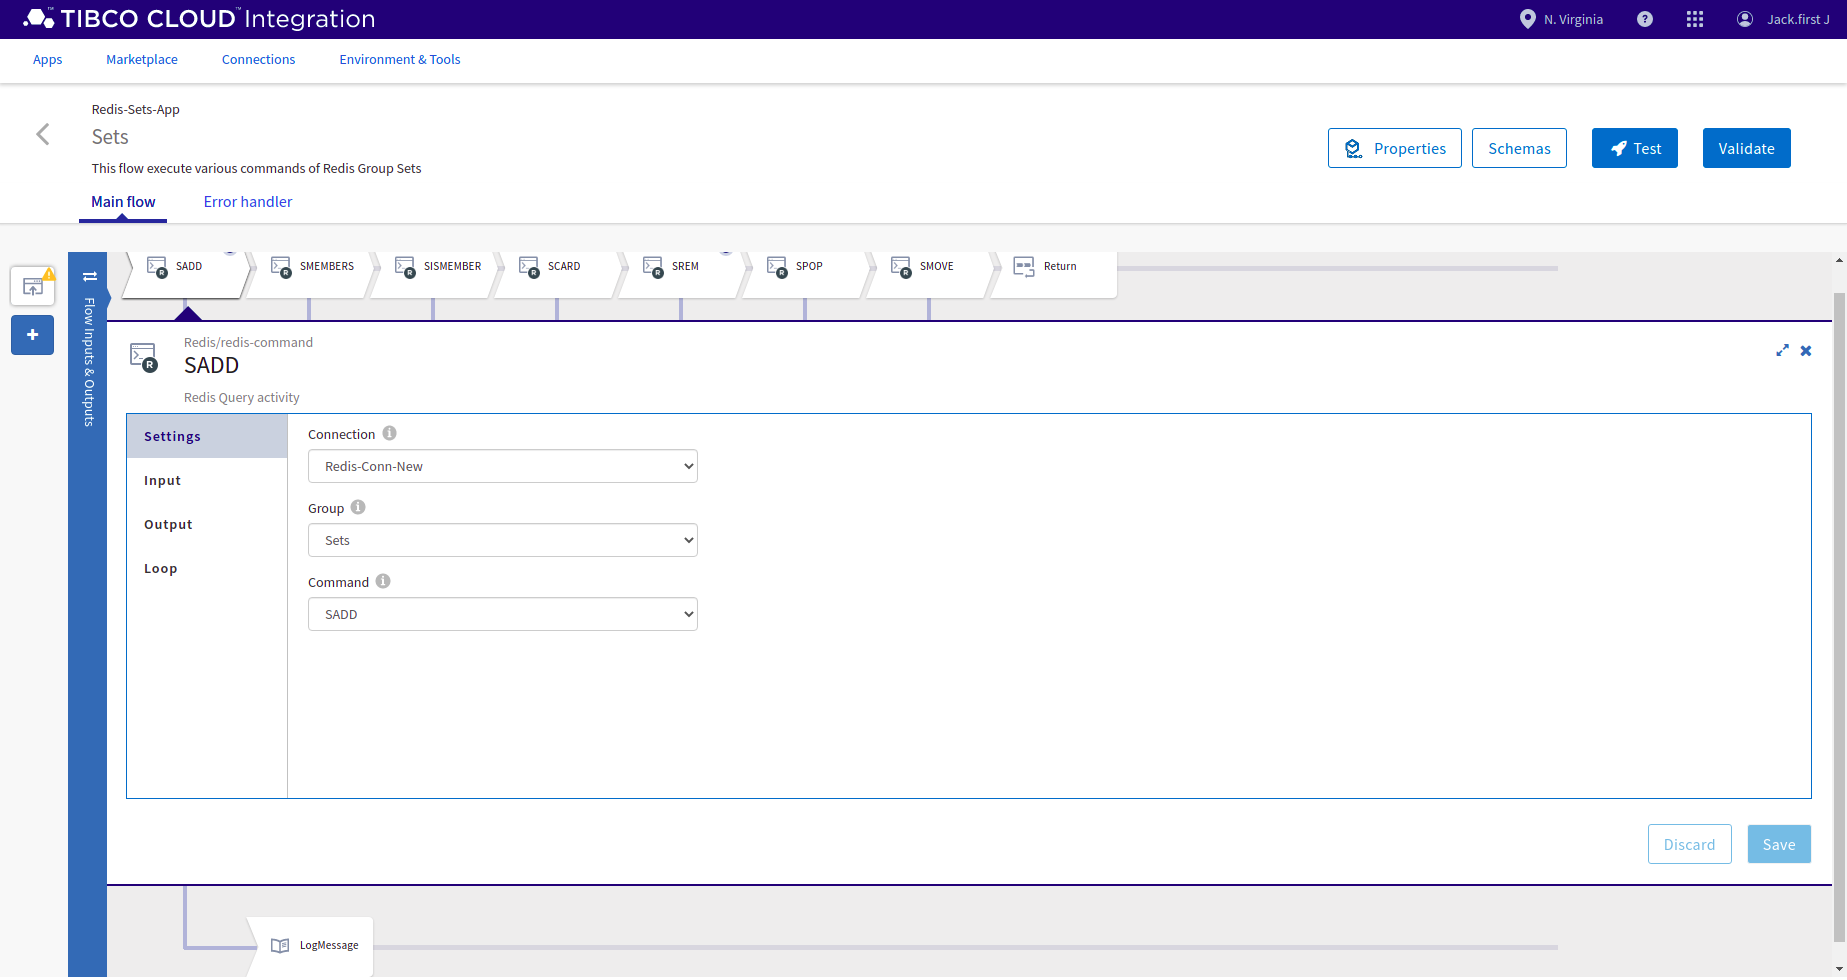 TIBCO CLOUD™ Integration
N. Virginia
Jack.first J
Apps
Marketplace
Connections
Environment & Tools
Redis-Sets-App
Sets
This flow execute various commands of Redis Group Sets
Properties
Schemas
Test
Validate
Main flow
Error handler
Flow Inputs & Outputs
SADD
SMEMBERS
SISMEMBER
SCARD
SREM
SPOP
SMOVE
Return
Redis/redis-command
SADD
Redis Query activity
Settings
Input
Output
Loop
Connection
Redis-Conn-New
Group
Sets
Command
SADD
Discard
Save
LogMessage